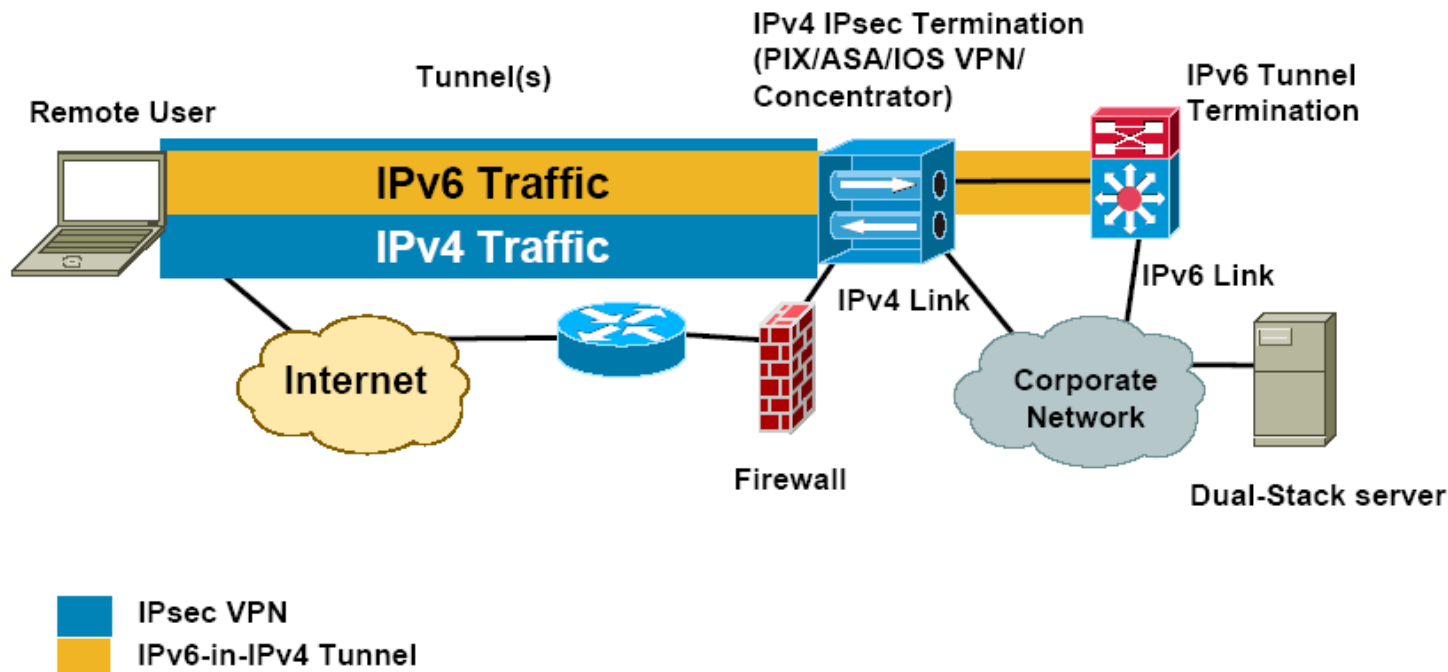 IPv4 IPsec Termination
(PIX/ASA/IOS VPN/
Concentrator)
Tunnel(s)
IPv6 Tunnel
Termination
Remote User
IPv6 Traffic
IPv4 Traffic
IPv4 Link
IPv6 Link
Internet
Corporate
Network
Firewall
Dual-Stack server
IPsec VPN
IPv6-in-IPv4 Tunnel